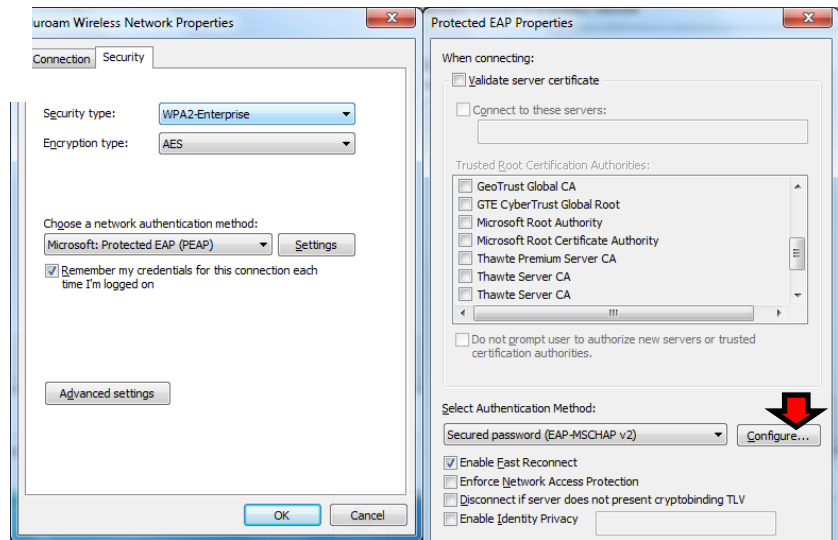 uroam Wireless Network Properties
Connection
Security
Security type:
WPA2-Enterprise
Encryption type:
AES
Choose a network authentication method:
Microsoft: Protected EAP (PEAP)
Settings
Remember my credentials for this connection each
time I'm logged on
Advanced settings
OK
Cancel
Protected EAP Properties
When connecting:
Validate server certificate
Connect to these servers:
Trusted Root Certification Authorities:
GeoTrust Global CA
GTE CyberTrust Global Root
Microsoft Root Authority
Microsoft Root Certificate Authority
Thawte Premium Server CA
Thawte Server CA
Thawte Server CA
Do not prompt user to authorize new servers or trusted
certification authorities.
Select Authentication Method:
Secured password (EAP-MSCHAP v2)
Configure...
Enable Fast Reconnect
Enforce Network Access Protection
Disconnect if server does not present cryptobinding TLV
Enable Identity Privacy